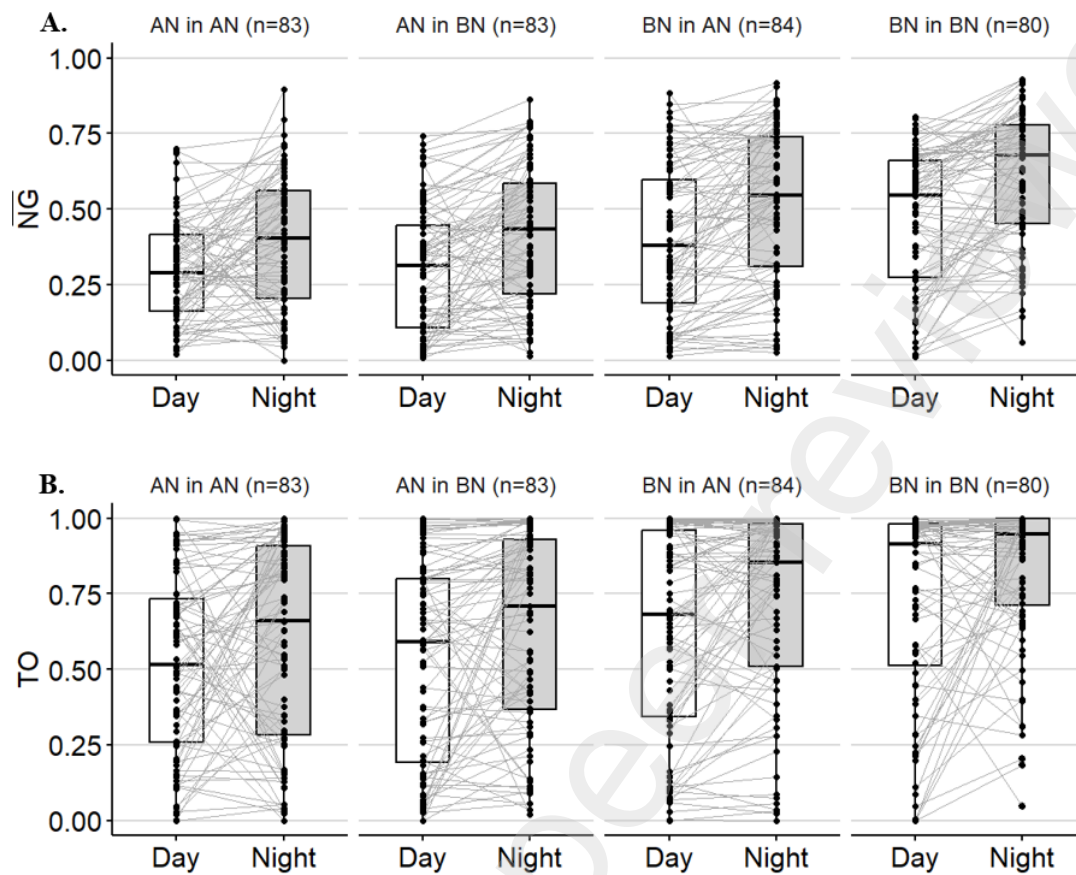 A.
AN in AN (n=83) AN in BN (n=83) BN in AN (n=84) BN in BN (n=80)
1.00
0.75
0.50
0.25
0.00
NG
Day Night Day Night Day Night Day Night
B.
AN in AN (n=83) AN in BN (n=83) BN in AN (n=84) BN in BN (n=80)
1.00
0.75
0.50
0.25
0.00
TO
Day Night Day Night Day Night Day Night
peer review